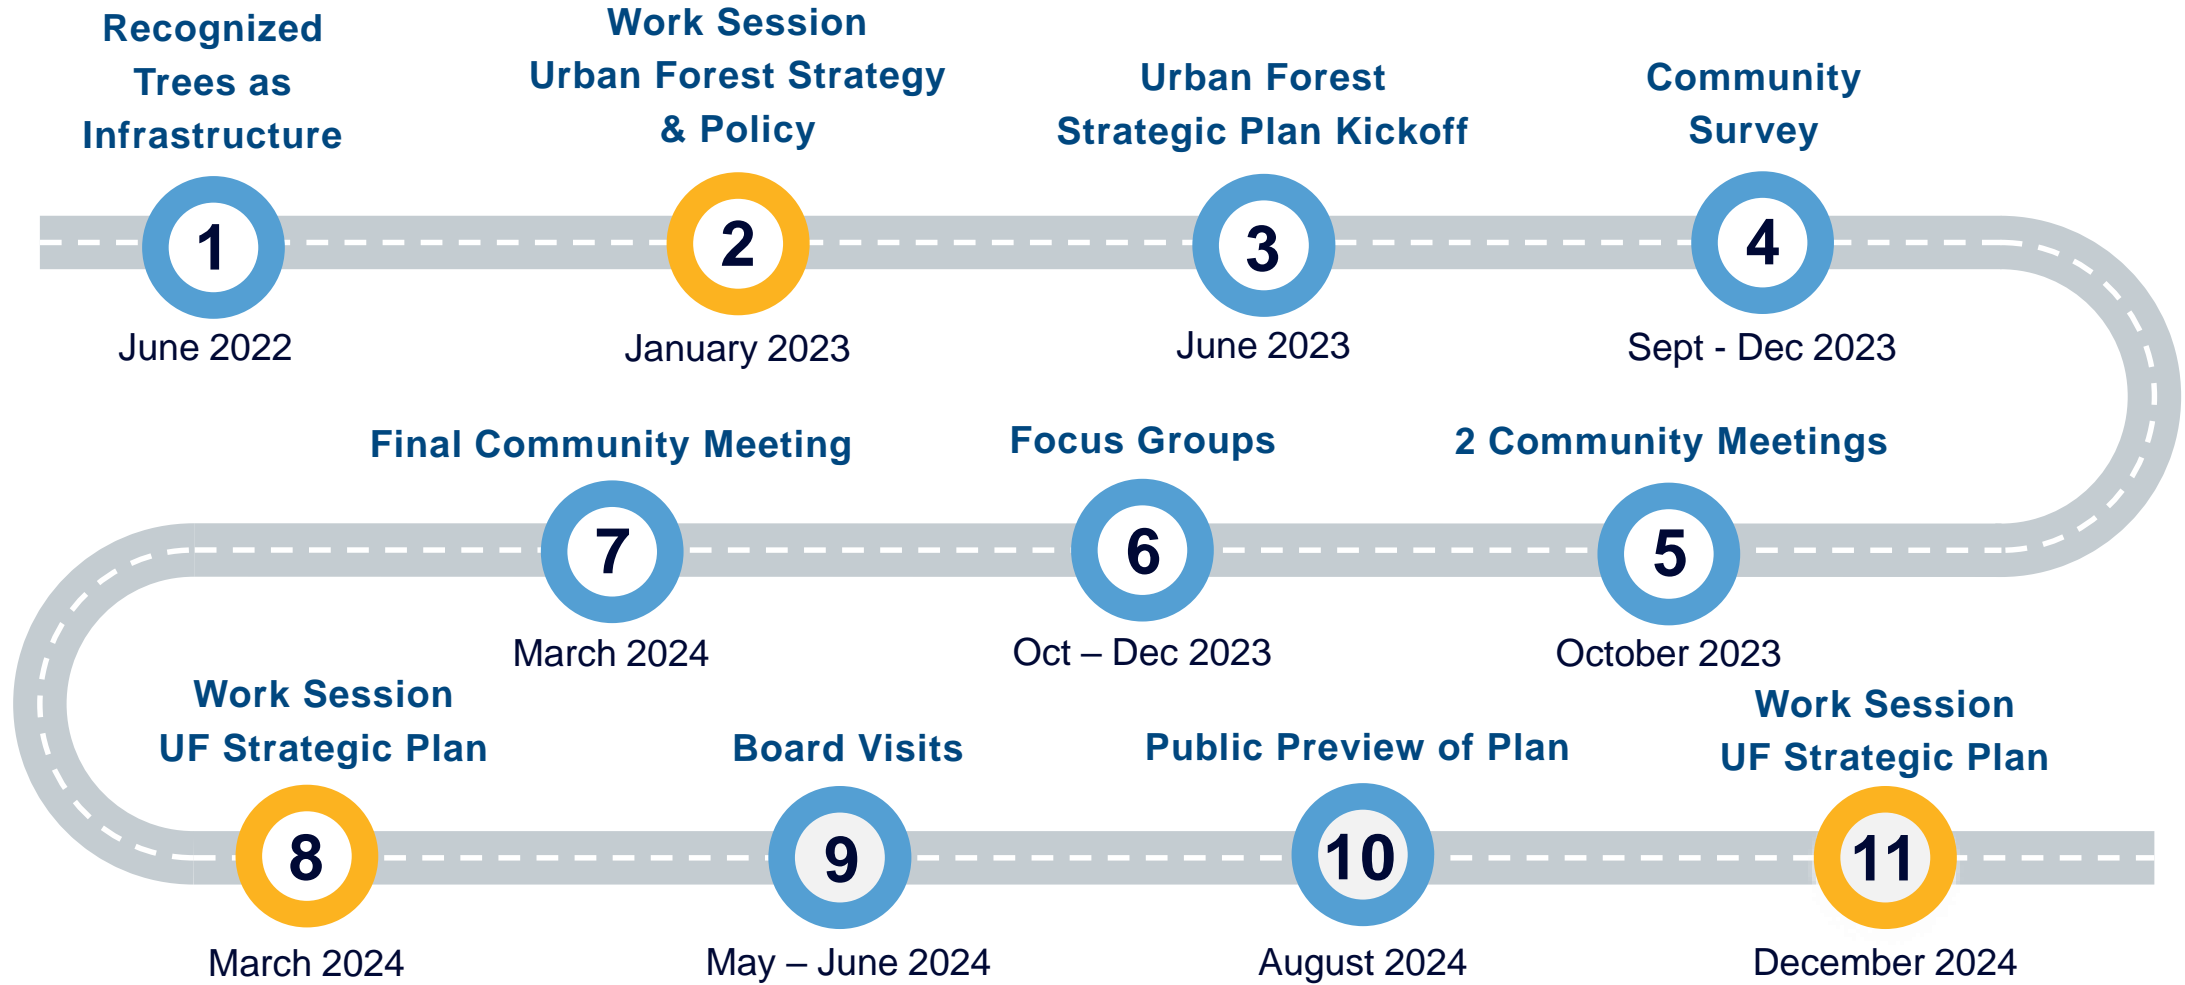 Recognized
Trees as
Infrastructure
1
June 2022
Work Session
Urban Forest Strategy
& Policy
2
January 2023
Urban Forest
Strategic Plan Kickoff
3
June 2023
Community
Survey
4
Sept - Dec 2023
2 Community Meetings
5
October 2023
Focus Groups
6
Oct – Dec 2023
Final Community Meeting
7
March 2024
Work Session
UF Strategic Plan
8
March 2024
Board Visits
9
May – June 2024
Public Preview of Plan
10
August 2024
Work Session
UF Strategic Plan
11
December 2024